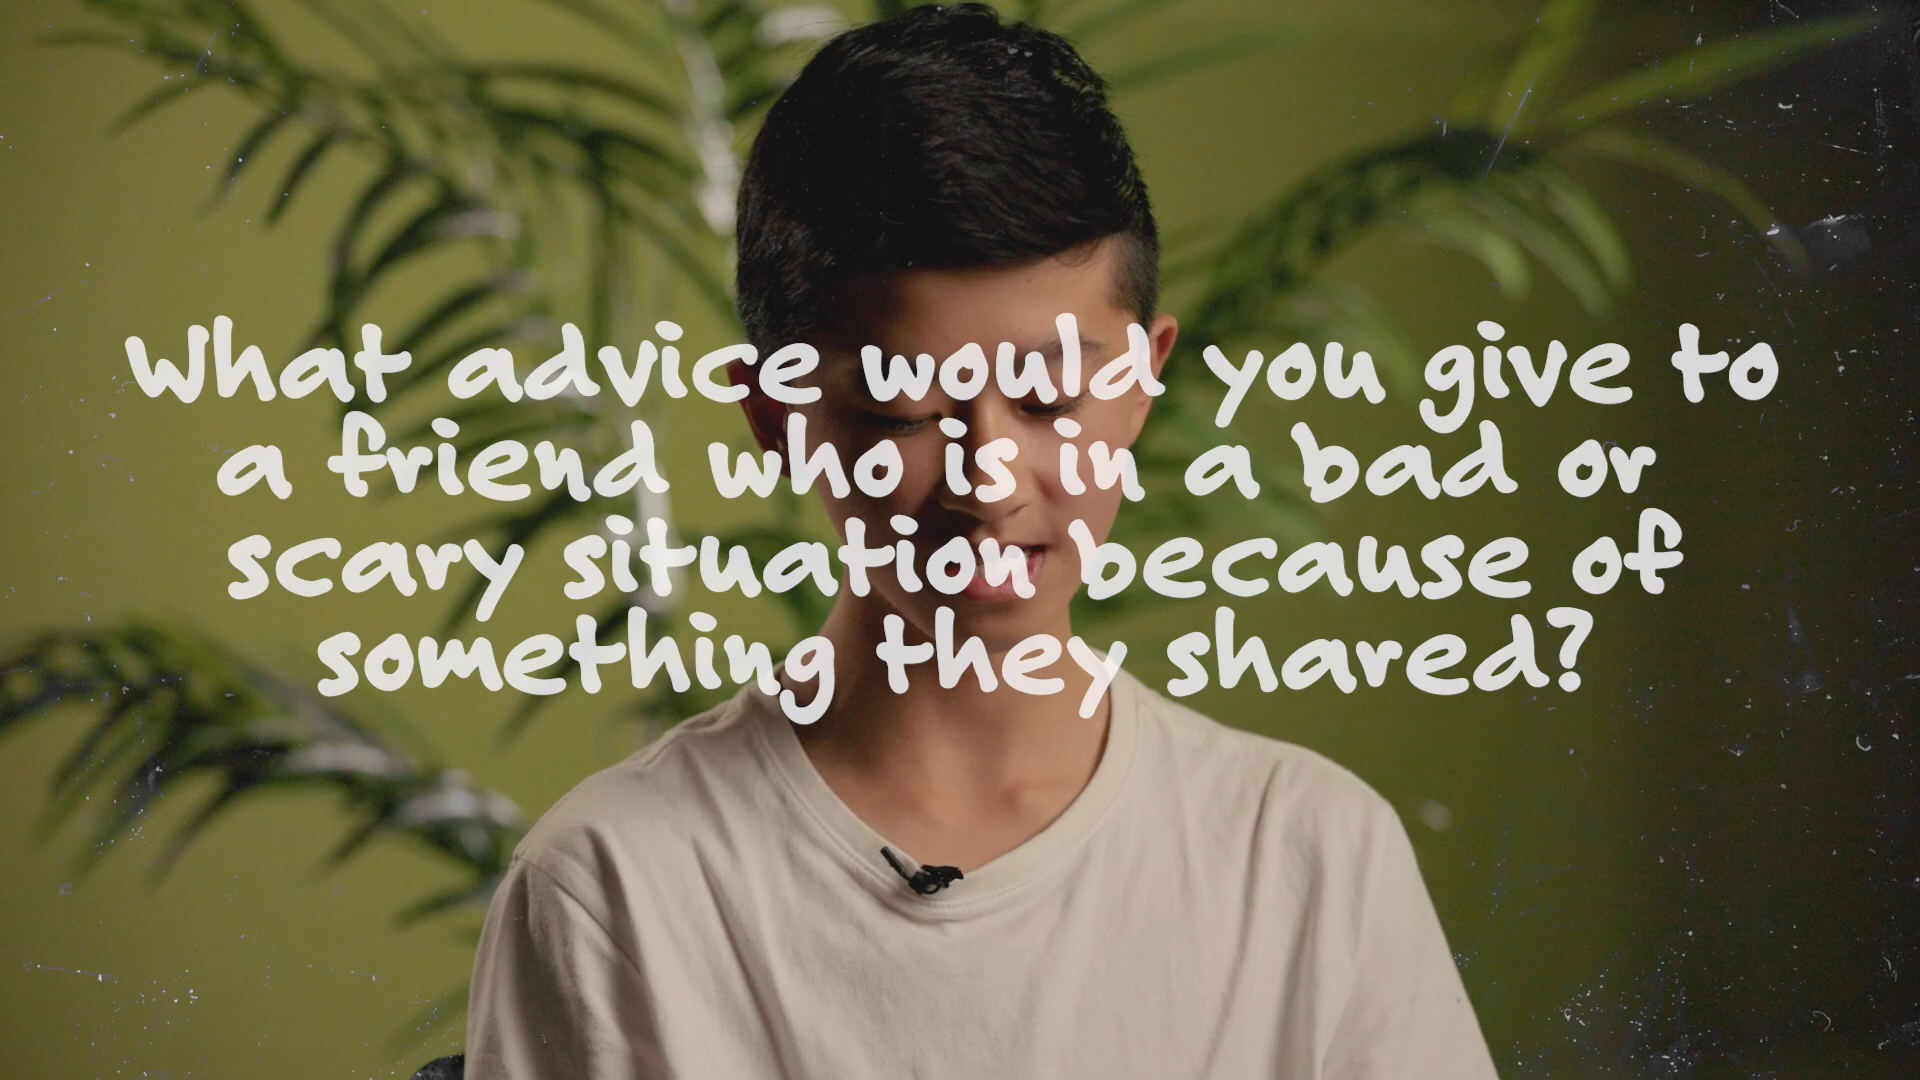 What advice would you give to
a friend who is in a bad or
scary situation because of
something they shared?